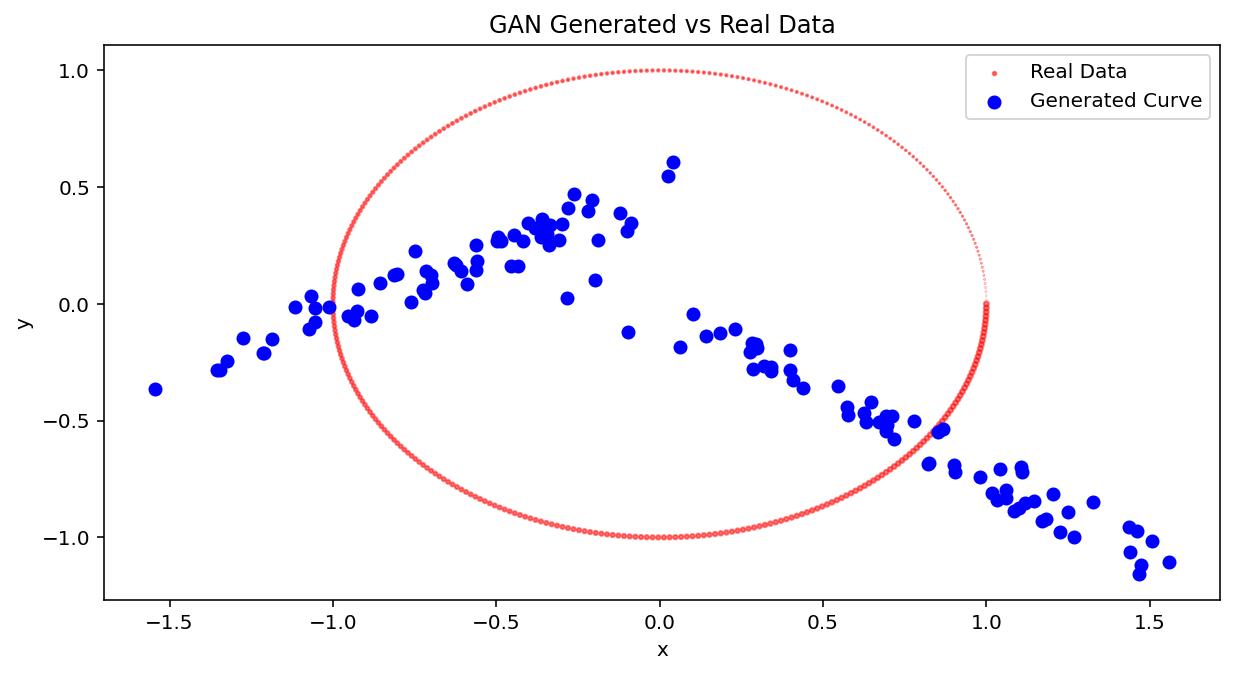 GAN Generated vs Real Data
Real Data
Generated Curve
1.0
0.5
0.0
−0.5
−1.0
y
−1.5 −1.0 −0.5 0.0 0.5 1.0 1.5
x